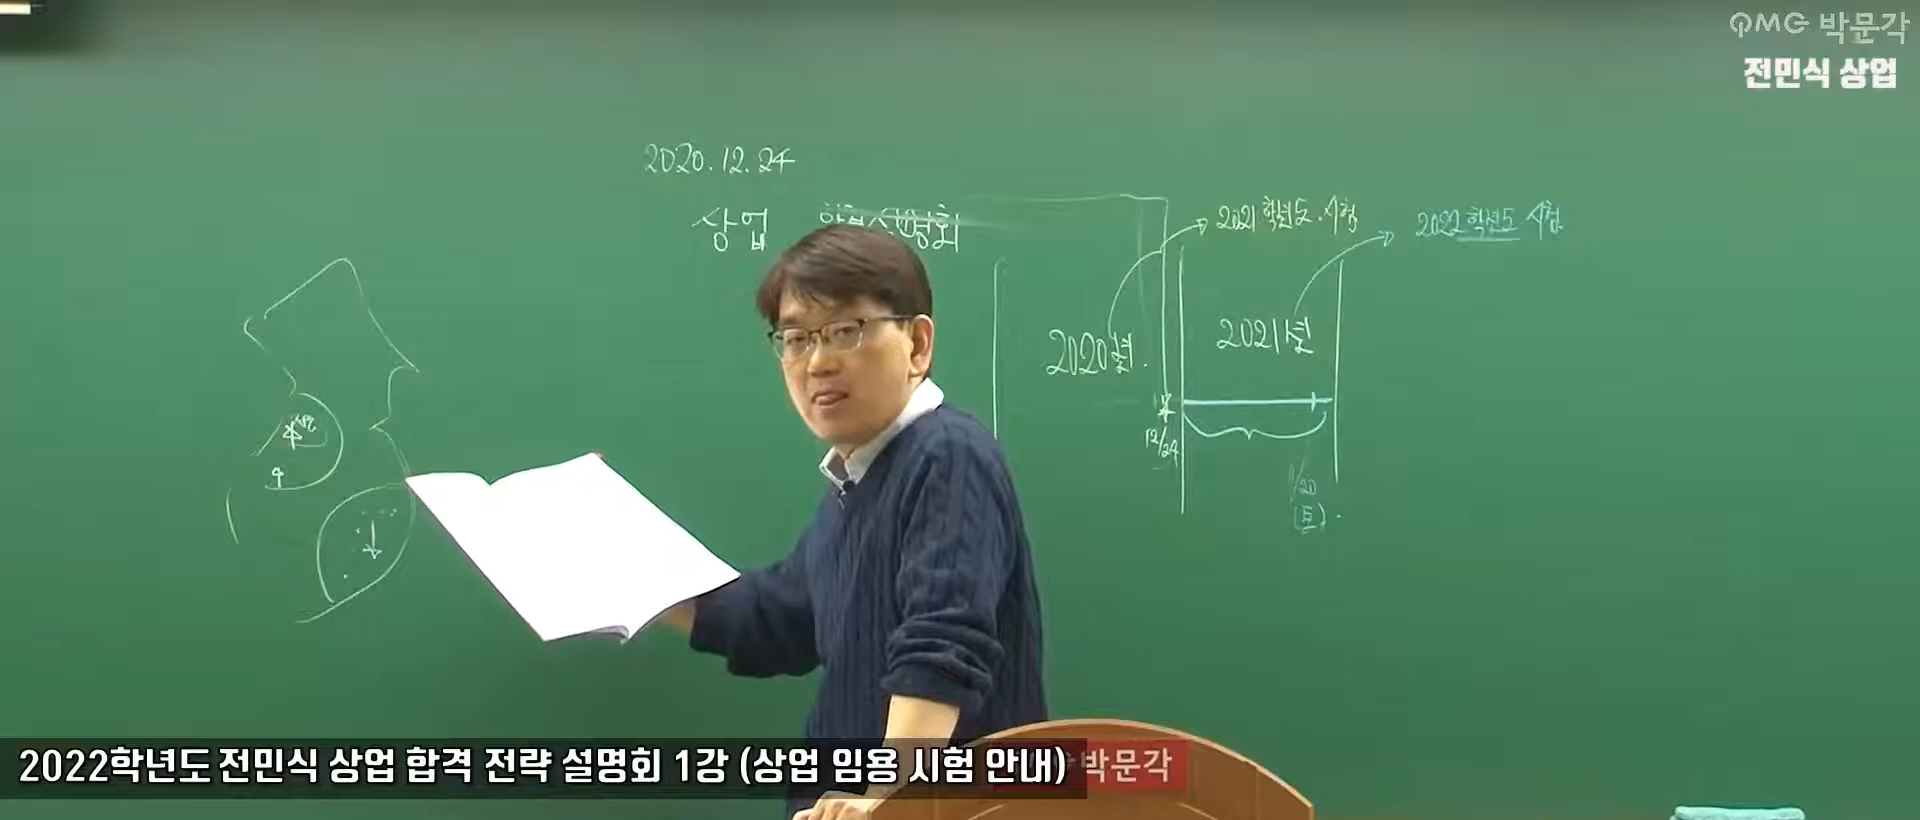 PMG 박문각
전민식 상업
2020.12.24
상업 설명회
2021학년도.시험
2022학년도 시험
2020년.
2021년
12/24
11/20
(토).
2022학년도 전민식 상업 합격 전략 설명회 1강 (상업 임용 시험 안내)
박문각